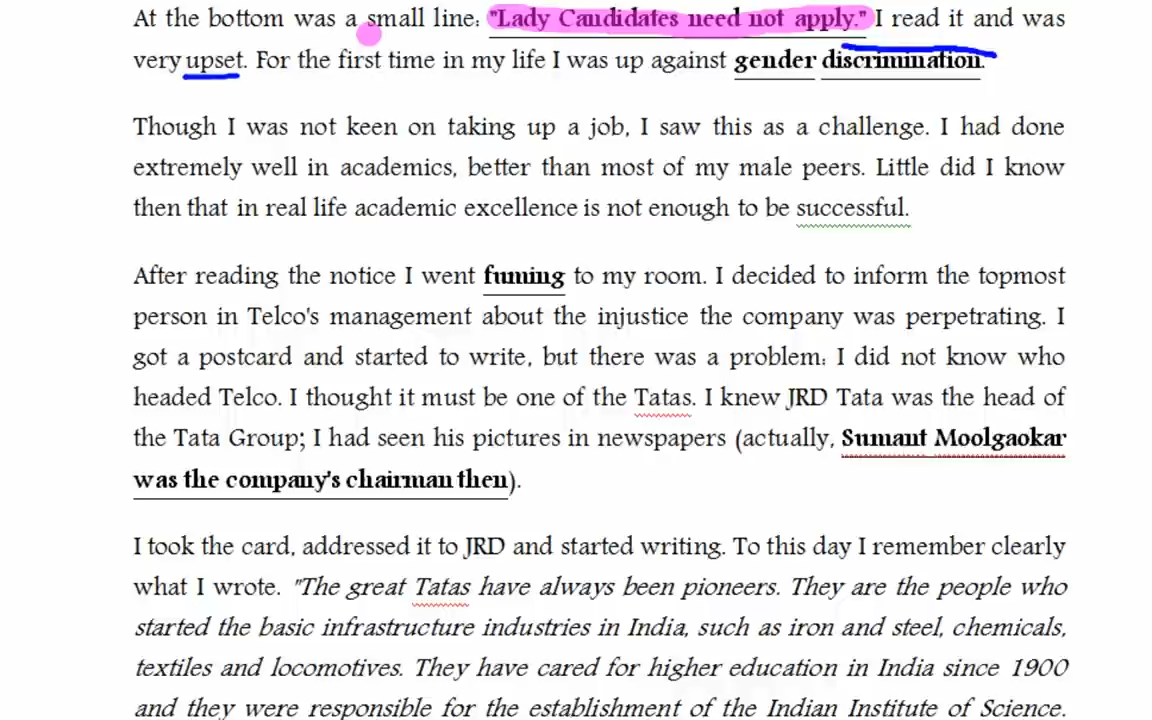 At the bottom was a small line: "Lady Candidates need not apply." I read it and was
very upset. For the first time in my life I was up against gender discrimination.
Though I was not keen on taking up a job, I saw this as a challenge. I had done
extremely well in academics, better than most of my male peers. Little did I know
then that in real life academic excellence is not enough to be successful.
After reading the notice I went fuming to my room. I decided to inform the topmost
person in Telco's management about the injustice the company was perpetrating. I
got a postcard and started to write, but there was a problem: I did not know who
headed Telco. I thought it must be one of the Tatas. I knew JRD Tata was the head of
the Tata Group; I had seen his pictures in newspapers (actually, Sumant Moolgaokar
was the company's chairman then).
I took the card, addressed it to JRD and started writing. To this day I remember clearly
what I wrote. "The great Tatas have always been pioneers. They are the people who
started the basic infrastructure industries in India, such as iron and steel, chemicals,
textiles and locomotives. They have cared for higher education in India since 1900
and they were responsible for the establishment of the Indian Institute of Science.